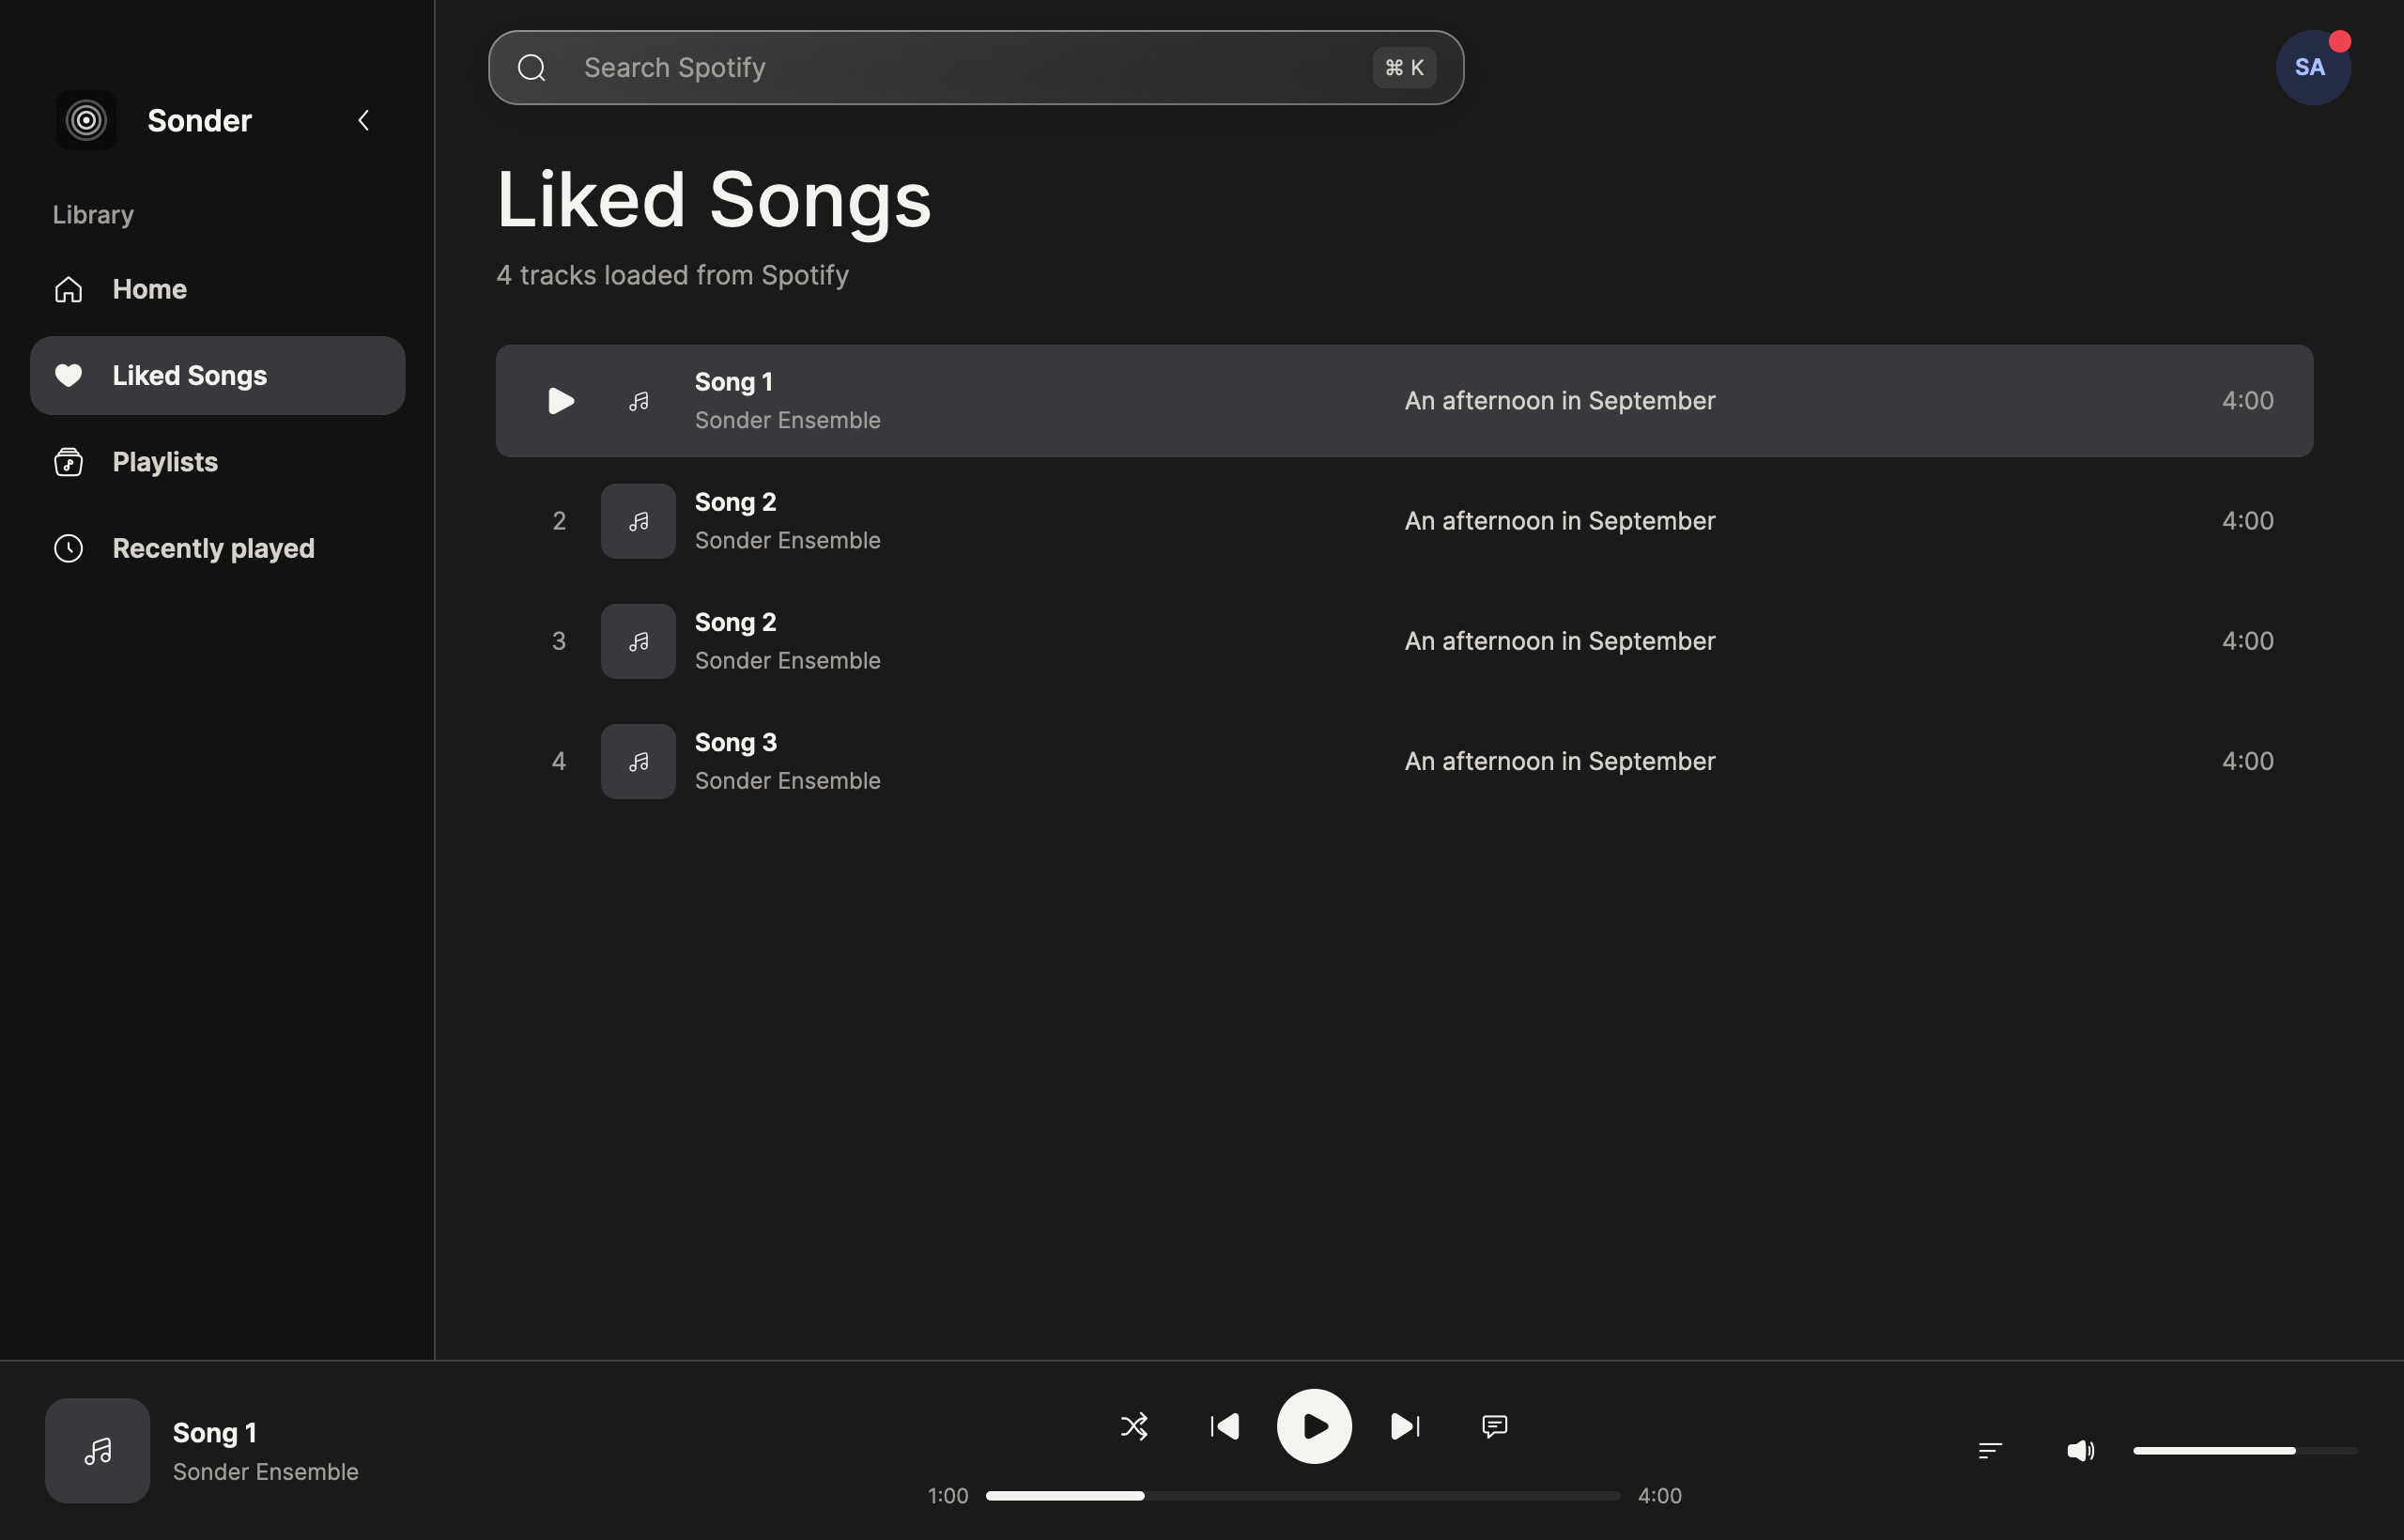 Search Spotify
⌘ K
SA
Sonder
Library
Home
Liked Songs
Playlists
Recently played
Liked Songs
4 tracks loaded from Spotify
Song 1
Sonder Ensemble
An afternoon in September
4:00
2
Song 2
Sonder Ensemble
An afternoon in September
4:00
3
Song 2
Sonder Ensemble
An afternoon in September
4:00
4
Song 3
Sonder Ensemble
An afternoon in September
4:00
Song 1
Sonder Ensemble
1:00
4:00